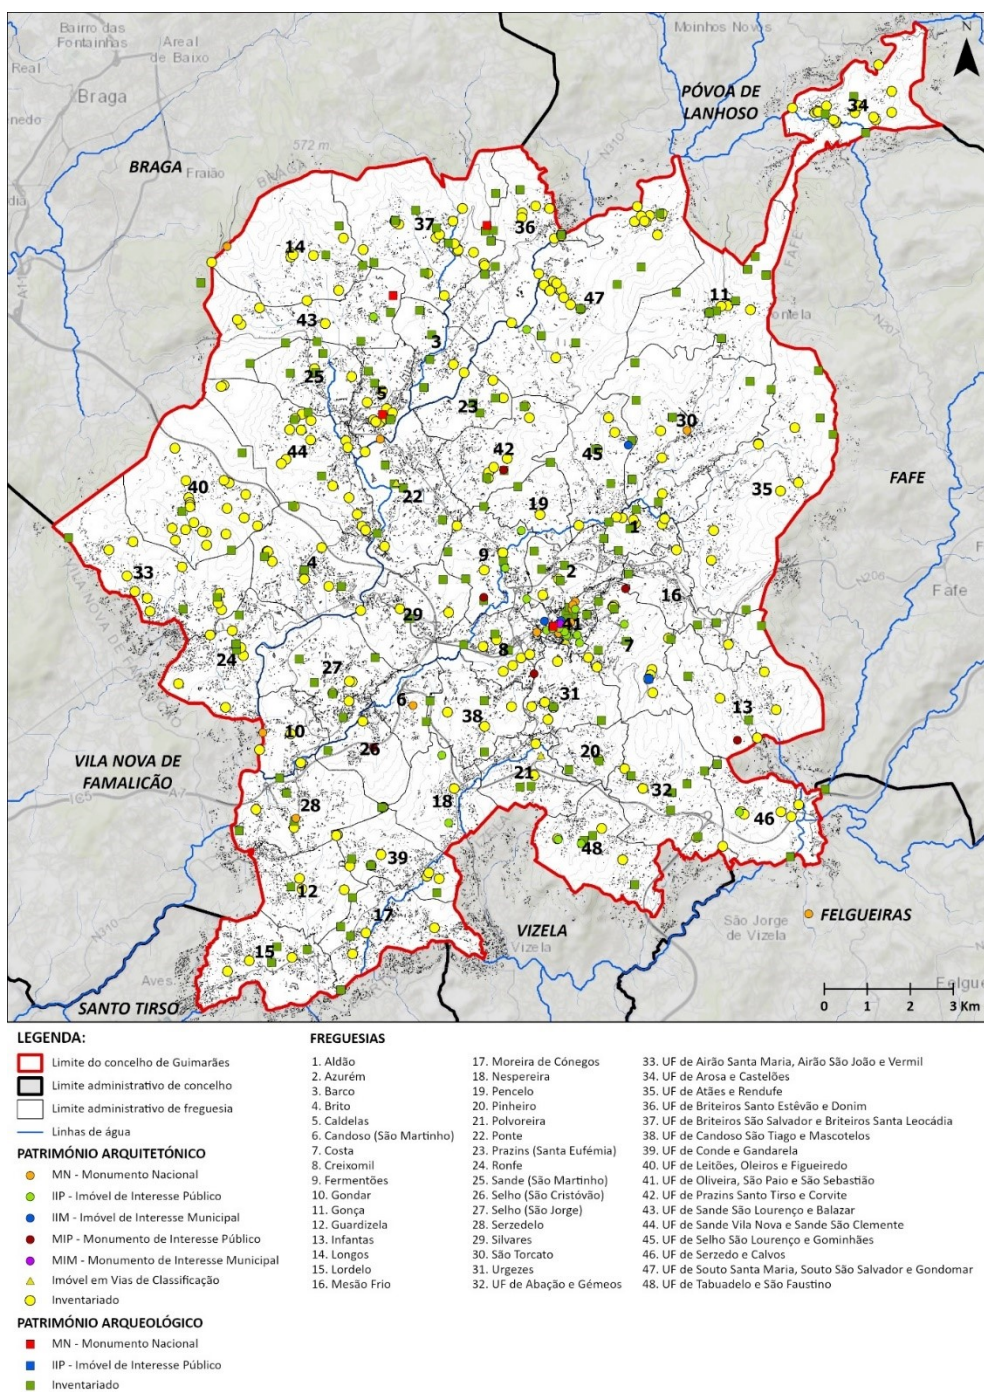 Bairro das
Fontainhas
Areal
de Baixo
Moinhos Novos
N
Real
Braga
PÓVOA DE
LANHOSO
34
N310
BRAGA
572 m
BRAGA
Fraião
37
36
14
FAFE
47
11
43
N207
3
25
5
23
30
44
42
45
40
22
35
FAFE
19
1
33
9
2
4
N206
Fafe
16
VILA NOVA DE FAMALICÃO
29
41
24
8
7
27
6
31
13
38
10
26
20
VILA NOVA DE
FAMALICÃO
21
IC5
A7
18
32
28
46
48
39
12
17
FELGUEIRAS
São Jorge
de Vizela
VIZELA
Vizela
15
Aves
SANTO TIRSO
0 1 2 3 Km
LEGENDA:
Limite do concelho de Guimarães
Limite administrativo de concelho
Limite administrativo de freguesia
Linhas de água
PATRIMÓNIO ARQUITETÓNICO
MN - Monumento Nacional
IIP - Imóvel de Interesse Público
IIM - Imóvel de Interesse Municipal
MIP - Monumento de Interesse Público
MIM - Monumento de Interesse Municipal
Imóvel em Vias de Classificação
Inventariado
PATRIMÓNIO ARQUEOLÓGICO
MN - Monumento Nacional
IIP - Imóvel de Interesse Público
Inventariado
FREGUESIAS
1. Aldão
2. Azurém
3. Barco
4. Brito
5. Caldelas
6. Candoso (São Martinho)
7. Costa
8. Creixomil
9. Fermentões
10. Gondar
11. Gonça
12. Guardizela
13. Infantas
14. Longos
15. Lordelo
16. Mesão Frio
17. Moreira de Cónegos
18. Nespereira
19. Pencelo
20. Pinheiro
21. Polvoreira
22. Ponte
23. Prazins (Santa Eufémia)
24. Ronfe
25. Sande (São Martinho)
26. Selho (São Cristóvão)
27. Selho (São Jorge)
28. Serzedelo
29. Silvares
30. São Torcato
31. Urgezes
32. UF de Abação e Gémeos
33. UF de Airão Santa Maria, Airão São João e Vermil
34. UF de Arosa e Castelões
35. UF de Atães e Rendufe
36. UF de Briteiros Santo Estêvão e Donim
37. UF de Briteiros São Salvador e Briteiros Santa Leocádia
38. UF de Candoso São Tiago e Mascotelos
39. UF de Conde e Gandarela
40. UF de Leitões, Oleiros e Figueiredo
41. UF de Oliveira, São Paio e São Sebastião
42. UF de Prazins Santo Tirso e Corvite
43. UF de Sande São Lourenço e Balazar
44. UF de Sande Vila Nova e Sande São Clemente
45. UF de Selho São Lourenço e Gominhães
46. UF de Serzedo e Calvos
47. UF de Souto Santa Maria, Souto São Salvador e Gondomar
48. UF de Tabuadelo e São Faustino